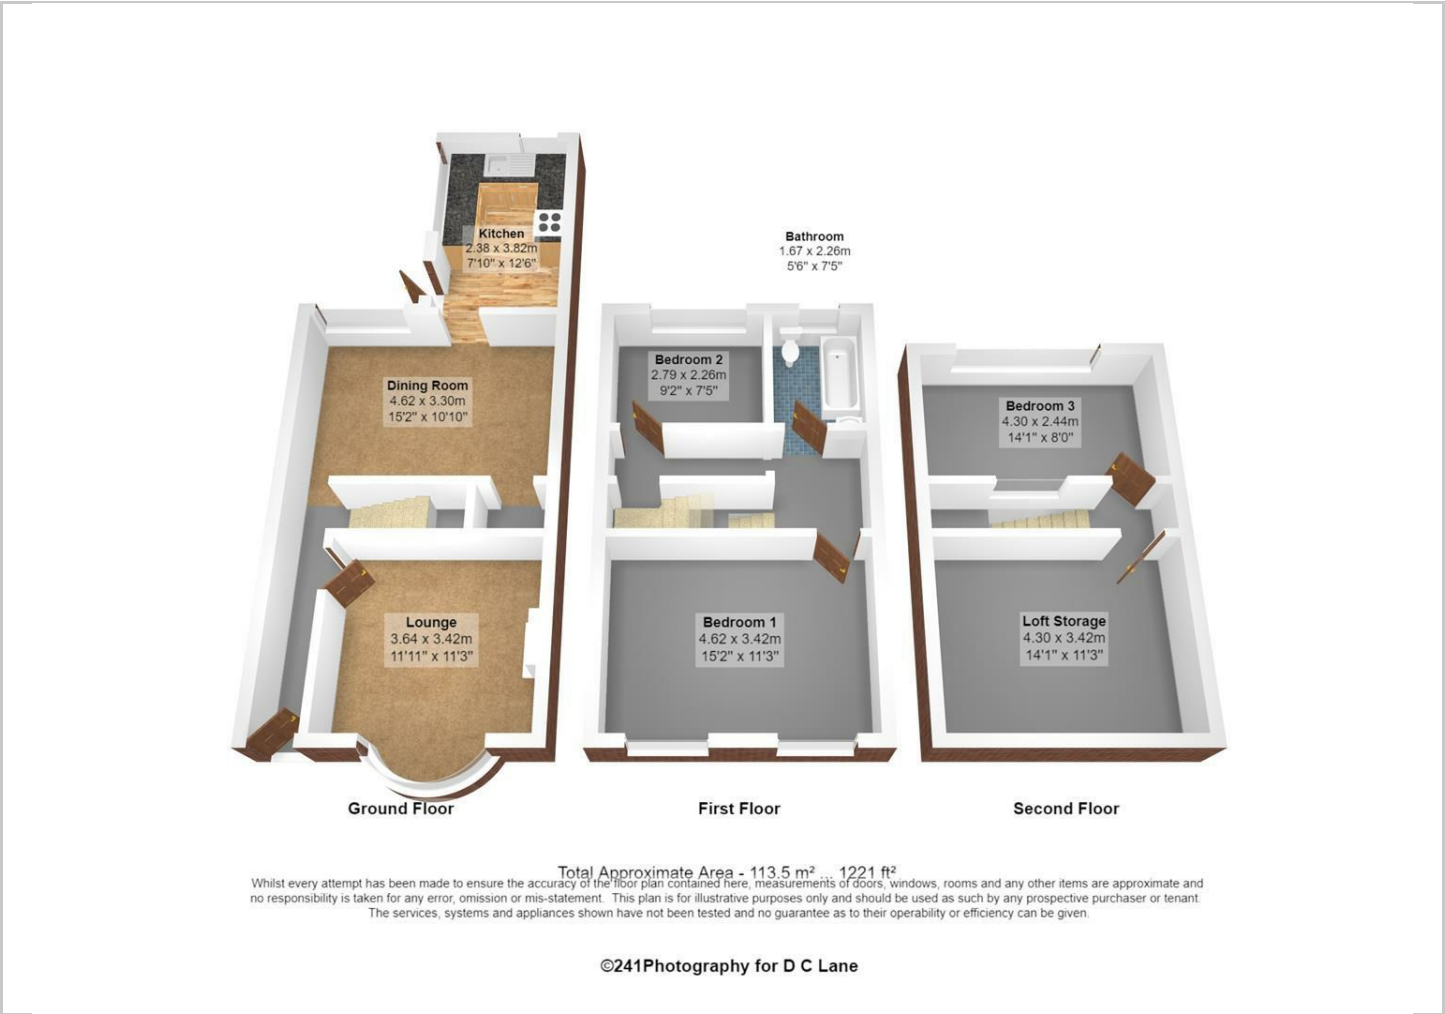 Kitchen
2.38 x 3.82m
7'10" x 12'6"
Dining Room
4.62 x 3.30m
15'2" x 10'10"
Lounge
3.64 x 3.42m
11'11" x 11'3"
Ground Floor
Bathroom
1.67 x 2.26m
5'6" x 7'5"
Bedroom 2
2.79 x 2.26m
9'2" x 7'5"
Bedroom 1
4.62 x 3.42m
15'2" x 11'3"
First Floor
Bedroom 3
4.30 x 2.44m
14'1" x 8'0"
Loft Storage
4.30 x 3.42m
14'1" x 11'3"
Second Floor
Total Approximate Area - 113.5 m² ... 1221 ft²
Whilst every attempt has been made to ensure the accuracy of the floor plan contained here, measurements of doors, windows, rooms and any other items are approximate and
no responsibility is taken for any error, omission or mis-statement. This plan is for illustrative purposes only and should be used as such by any prospective purchaser or tenant.
The services, systems and appliances shown have not been tested and no guarantee as to their operability or efficiency can be given.
©241Photography for D C Lane